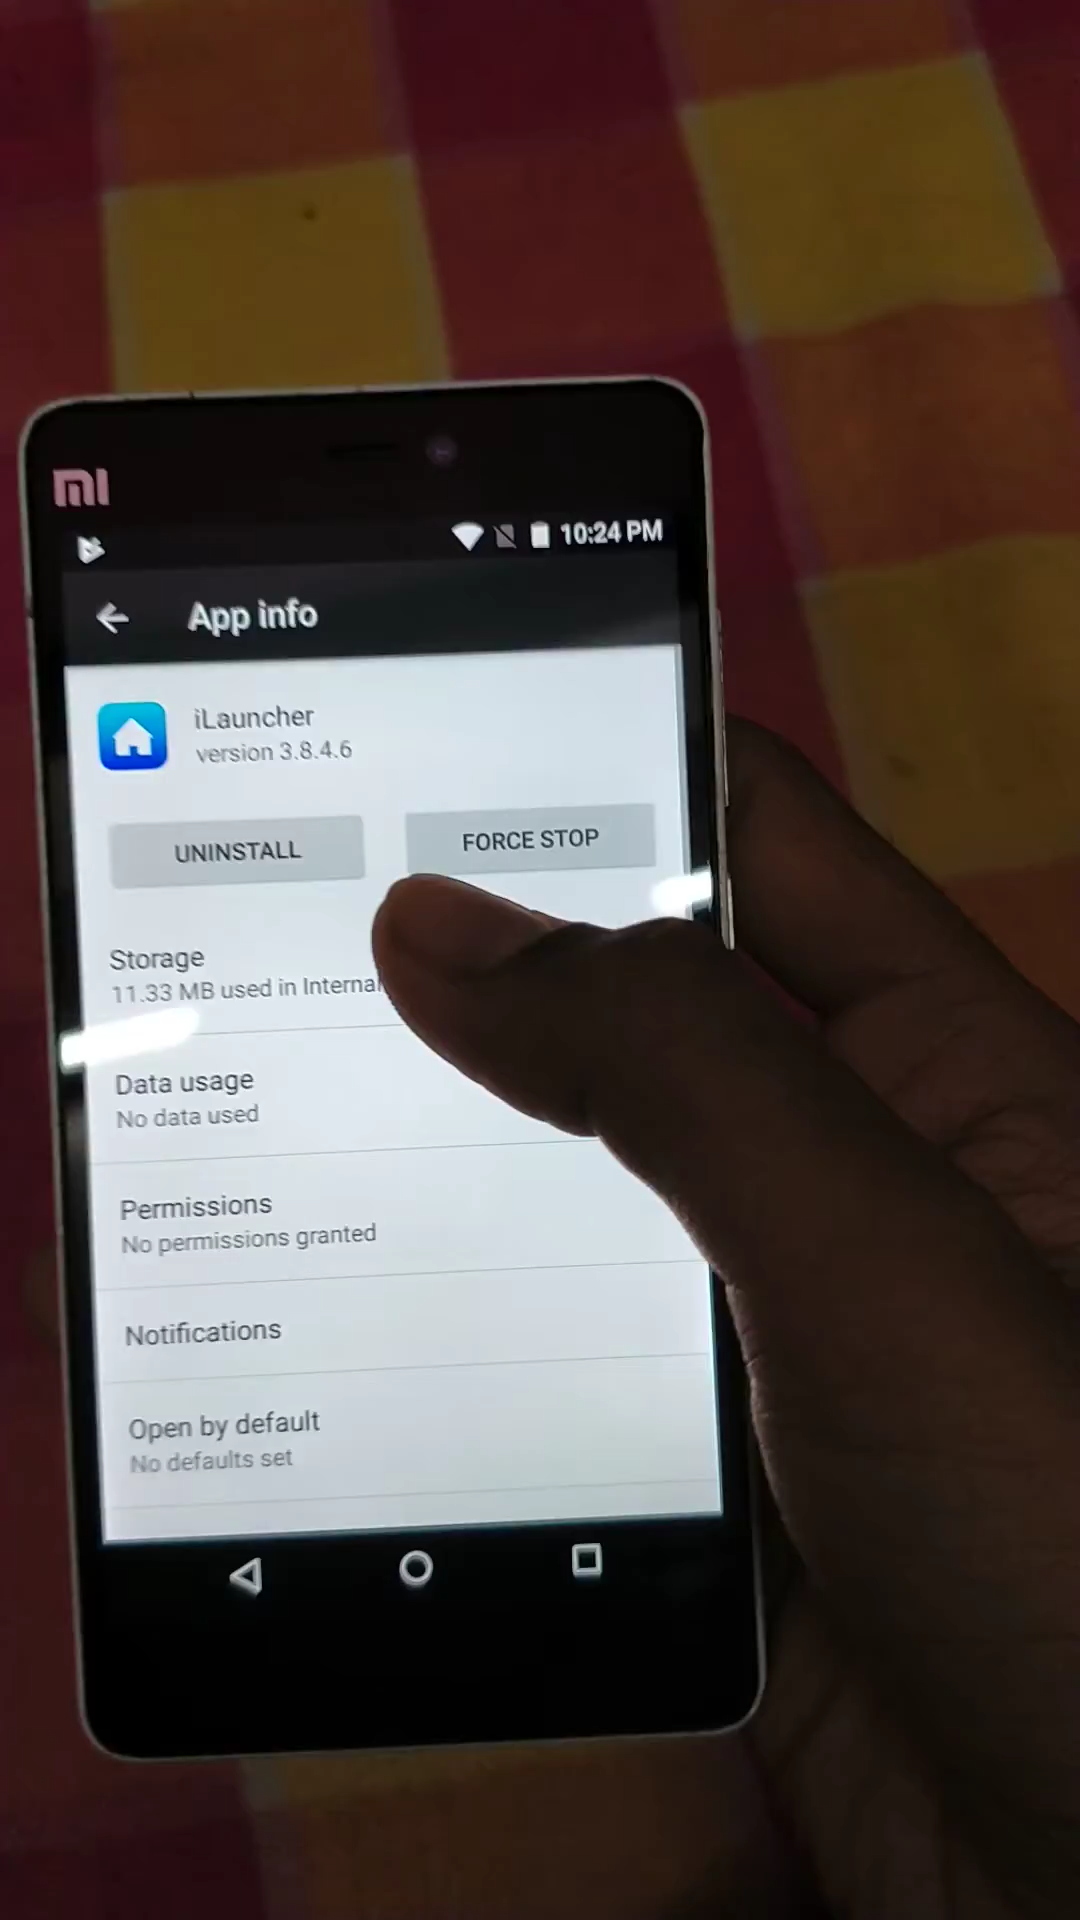 mi
10:24 PM
App info
iLauncher
version 3.8.4.6
UNINSTALL
FORCE STOP
Storage
11.33 MB used in Internal
Data usage
No data used
Permissions
No permissions granted
Notifications
Open by default
No defaults set